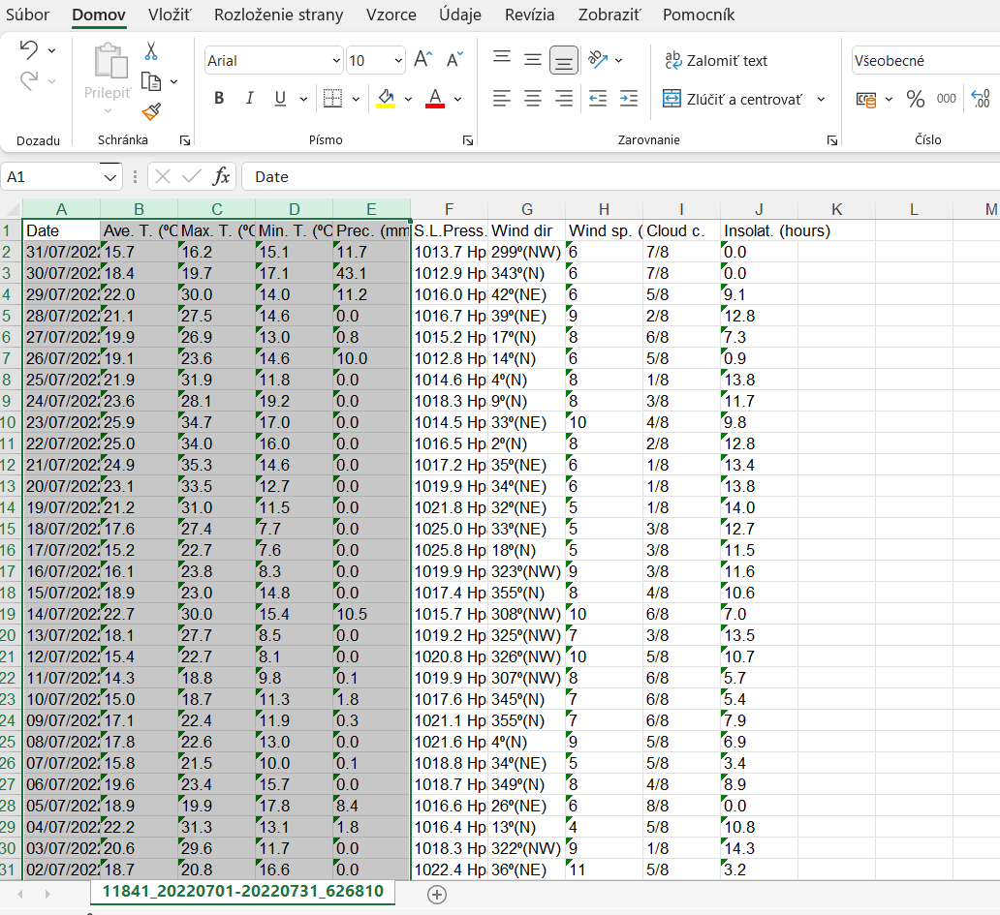 Súbor Domov Vložiť Rozloženie strany Vzorce Údaje Revízia Zobraziť Pomocník
Arial 10 A A Zalomiť text Všeobecné
Prilepiť B I U A Zlúčiť a centrovať % 000 ,00
Dozadu Schránka Písmo Zarovnanie Číslo
A1 fx Date
A B C D E F G H I J K L M
1 Date Ave. T. (ºC Max. T. (ºC Min. T. (ºC Prec. (mm S.L.Press. Wind dir Wind sp. ( Cloud c. Insolat. (hours)
2 31/07/202 15.7 16.2 15.1 11.7 1013.7 Hp 299º(NW) 6 7/8 0.0
3 30/07/202 18.4 19.7 17.1 43.1 1012.9 Hp 343º(N) 6 7/8 0.0
4 29/07/202 22.0 30.0 14.0 11.2 1016.0 Hp 42º(NE) 6 5/8 9.1
5 28/07/202 21.1 27.5 14.6 0.0 1016.7 Hp 39º(NE) 9 2/8 12.8
6 27/07/202 19.9 26.9 13.0 0.8 1015.2 Hp 17º(N) 8 6/8 7.3
7 26/07/202 19.1 23.6 14.6 10.0 1012.8 Hp 14º(N) 6 5/8 0.9
8 25/07/202 21.9 31.9 11.8 0.0 1014.6 Hp 4º(N) 8 1/8 13.8
9 24/07/202 23.6 28.1 19.2 0.0 1018.3 Hp 9º(N) 8 3/8 11.7
10 23/07/202 25.9 34.7 17.0 0.0 1014.5 Hp 33º(NE) 10 4/8 9.8
11 22/07/202 25.0 34.0 16.0 0.0 1016.5 Hp 2º(N) 8 2/8 12.8
12 21/07/202 24.9 35.3 14.6 0.0 1017.2 Hp 35º(NE) 6 1/8 13.4
13 20/07/202 23.1 33.5 12.7 0.0 1019.9 Hp 34º(NE) 6 1/8 13.8
14 19/07/202 21.2 31.0 11.5 0.0 1021.8 Hp 32º(NE) 5 1/8 14.0
15 18/07/202 17.6 27.4 7.7 0.0 1025.0 Hp 33º(NE) 5 3/8 12.7
16 17/07/202 15.2 22.7 7.6 0.0 1025.8 Hp 18º(N) 5 3/8 11.5
17 16/07/202 16.1 23.8 8.3 0.0 1019.9 Hp 323º(NW) 9 3/8 11.6
18 15/07/202 18.9 23.0 14.8 0.0 1017.4 Hp 355º(N) 8 4/8 10.6
19 14/07/202 22.7 30.0 15.4 10.5 1015.7 Hp 308º(NW) 10 6/8 7.0
20 13/07/202 18.1 27.7 8.5 0.0 1019.2 Hp 325º(NW) 7 3/8 13.5
21 12/07/202 15.4 22.7 8.1 0.0 1020.8 Hp 326º(NW) 10 5/8 10.7
22 11/07/202 14.3 18.8 9.8 0.1 1019.9 Hp 307º(NW) 8 6/8 5.7
23 10/07/202 15.0 18.7 11.3 1.8 1017.6 Hp 345º(N) 7 6/8 5.4
24 09/07/202 17.1 22.4 11.9 0.3 1021.1 Hp 355º(N) 7 6/8 7.9
25 08/07/202 17.8 22.6 13.0 0.0 1021.6 Hp 4º(N) 9 5/8 6.9
26 07/07/202 15.8 21.5 10.0 0.1 1018.8 Hp 34º(NE) 5 5/8 3.4
27 06/07/202 19.6 23.4 15.7 0.0 1018.7 Hp 349º(N) 8 4/8 8.9
28 05/07/202 18.9 19.9 17.8 8.4 1016.6 Hp 26º(NE) 6 8/8 0.0
29 04/07/202 22.2 31.3 13.1 1.8 1016.4 Hp 13º(N) 4 5/8 10.8
30 03/07/202 20.6 29.6 11.7 0.0 1018.3 Hp 322º(NW) 9 1/8 14.3
31 02/07/202 18.7 20.8 16.6 0.0 1022.4 Hp 36º(NE) 11 5/8 3.2
11841_20220701-20220731_626810